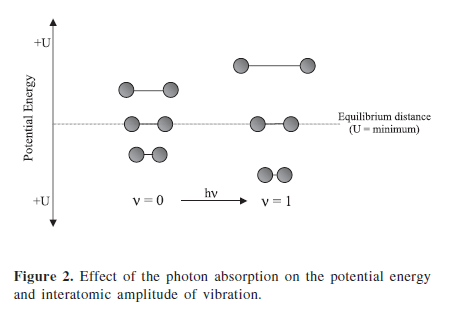 +U
Potential Energy
Equilibrium distance
(U = minimum)
+U
ν = 0
hν
ν = 1
Figure 2. Effect of the photon absorption on the potential energy
and interatomic amplitude of vibration.